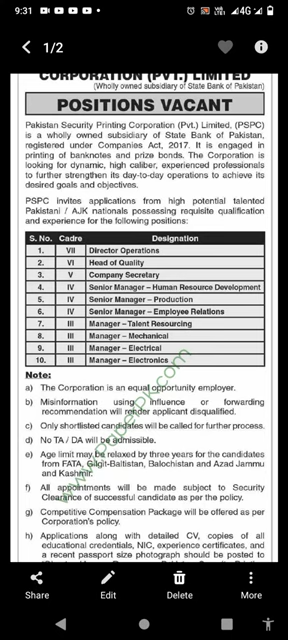 9:31
4G
1/2
CORPORATION (PVT.) LIMITED
(Wholly owned subsidiary of State Bank of Pakistan)
POSITIONS VACANT
Pakistan Security Printing Corporation (Pvt.) Limited, (PSPC)
is a wholly owned subsidiary of State Bank of Pakistan,
registered under Companies Act, 2017. It is engaged in
printing of banknotes and prize bonds. The Corporation is
looking for dynamic, high caliber, experienced professionals
to further strengthen its day-to-day operations to achieve its
desired goals and objectives.
PSPC invites applications from high potential talented
Pakistani / AJK nationals possessing requisite qualification
and experience for the following positions:
S. No. Cadre Designation
1. VII Director Operations
2. VI Head of Quality
3. V Company Secretary
4. IV Senior Manager – Human Resource Development
5. IV Senior Manager – Production
6. IV Senior Manager – Employee Relations
7. III Manager – Talent Resourcing
8. III Manager – Mechanical
9. III Manager – Electrical
10. III Manager – Electronics
Note:
a) The Corporation is an equal opportunity employer.
b) Misinformation using influence or forwarding
recommendation will render applicant disqualified.
c) Only shortlisted candidates will be called for further process.
d) No TA / DA will be admissible.
e) Age limit may be relaxed by three years for the candidates
from FATA, Gilgit-Baltistan, Balochistan and Azad Jammu
and Kashmir.
f) All appointments will be made subject to Security
Clearance of successful candidate as per the policy.
g) Competitive Compensation Package will be offered as per
Corporation's policy.
h) Applications along with detailed CV, copies of all
educational credentials, NIC, experience certificates, and
a recent passport size photograph should be posted to
Share Edit Delete More